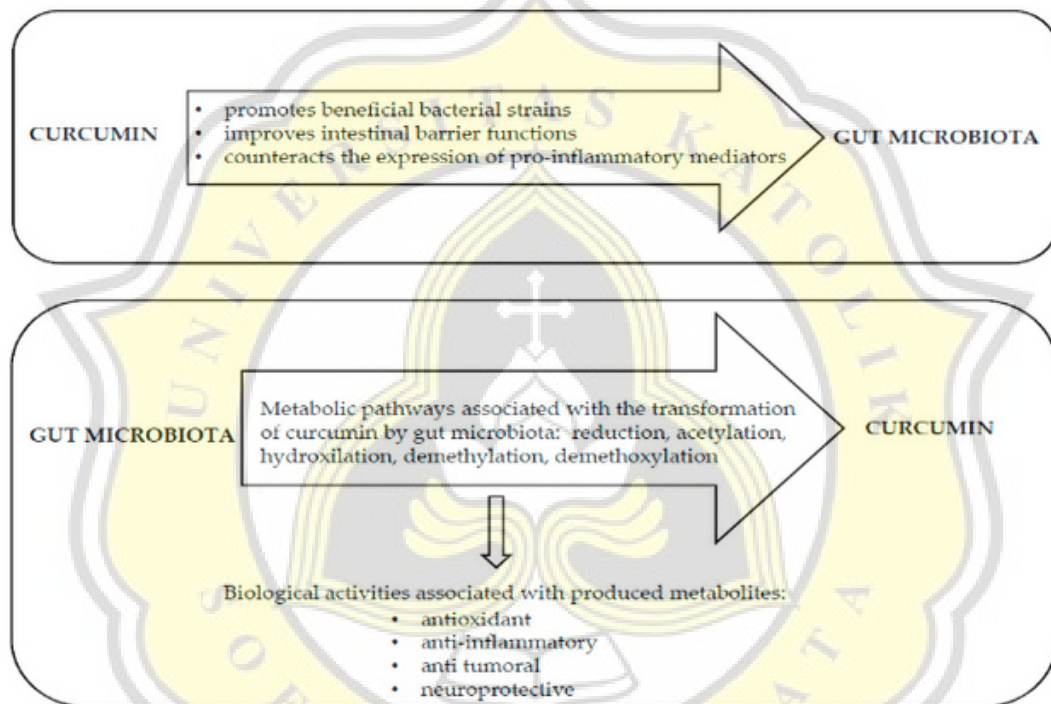 CURCUMIN
• promotes beneficial bacterial strains
• improves intestinal barrier functions
• counteracts the expression of pro-inflammatory mediators
GUT MICROBIOTA
GUT MICROBIOTA
Metabolic pathways associated with the transformation
of curcumin by gut microbiota: reduction, acetylation,
hydroxilation, demethylation, demethoxylation
CURCUMIN
Biological activities associated with produced metabolites:
• antioxidant
• anti-inflammatory
• anti tumoral
• neuroprotective
UNIVERSITAS KATOLIK